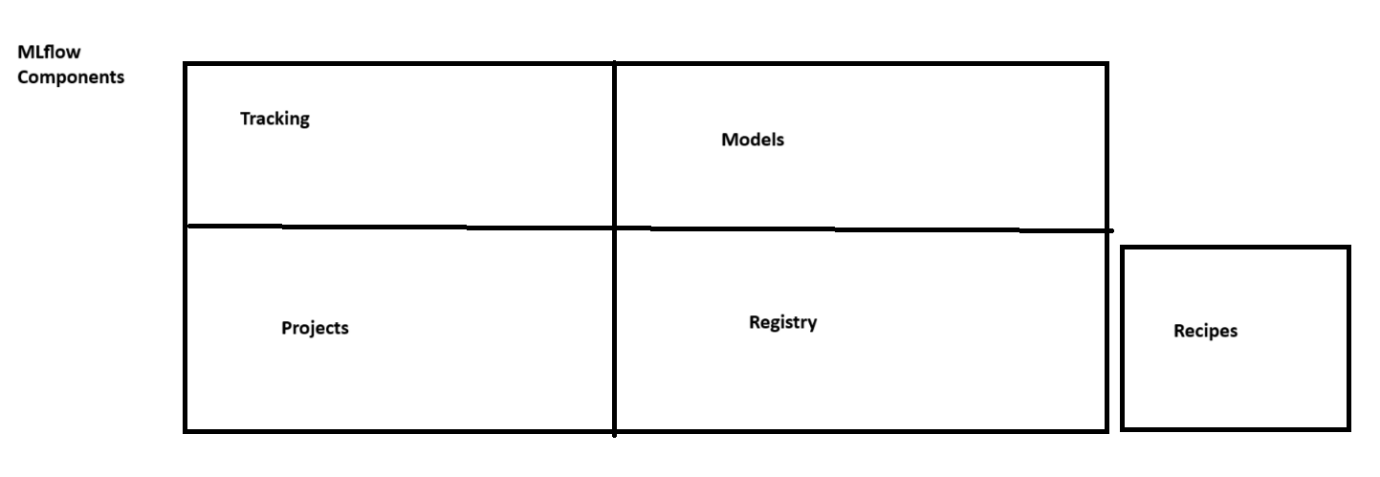 MLflow
Components
Tracking
Models
Projects
Registry
Recipes